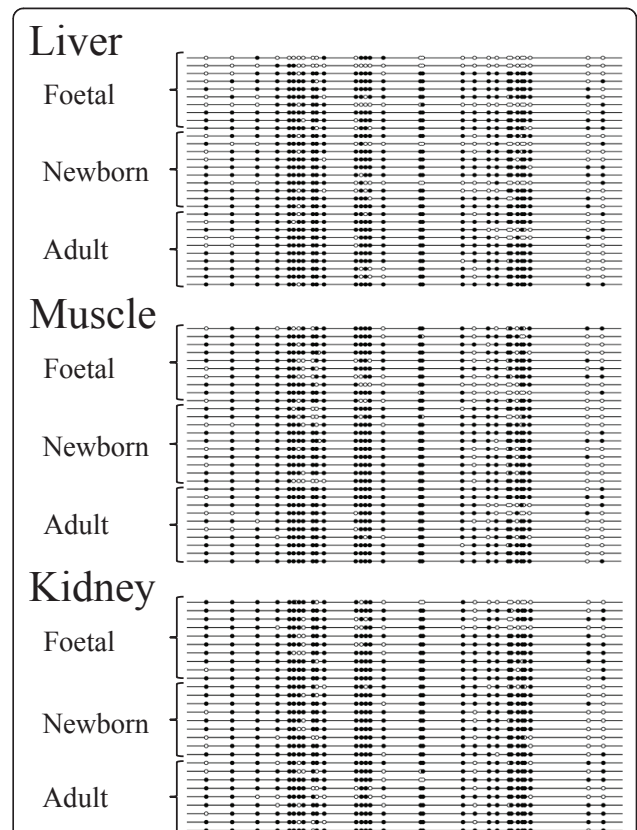 Liver
Foetal
Newborn
Adult
Muscle
Foetal
Newborn
Adult
Kidney
Foetal
Newborn
Adult